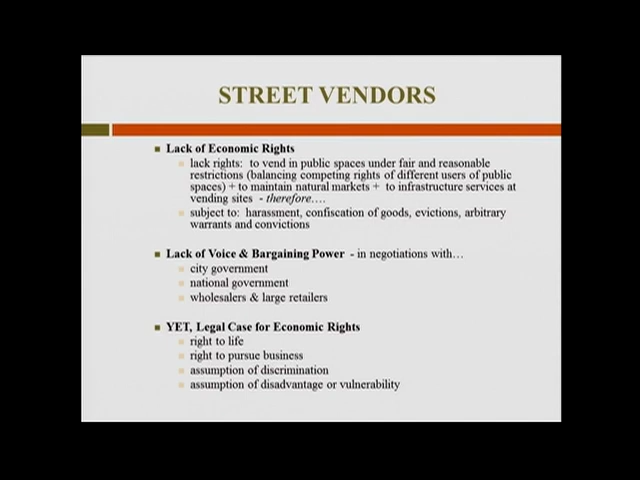 STREET VENDORS
Lack of Economic Rights
lack rights: to vend in public spaces under fair and reasonable
restrictions (balancing competing rights of different users of public
spaces) + to maintain natural markets + to infrastructure services at
vending sites - therefore….
subject to: harassment, confiscation of goods, evictions, arbitrary
warrants and convictions
Lack of Voice & Bargaining Power - in negotiations with…
city government
national government
wholesalers & large retailers
YET, Legal Case for Economic Rights
right to life
right to pursue business
assumption of discrimination
assumption of disadvantage or vulnerability